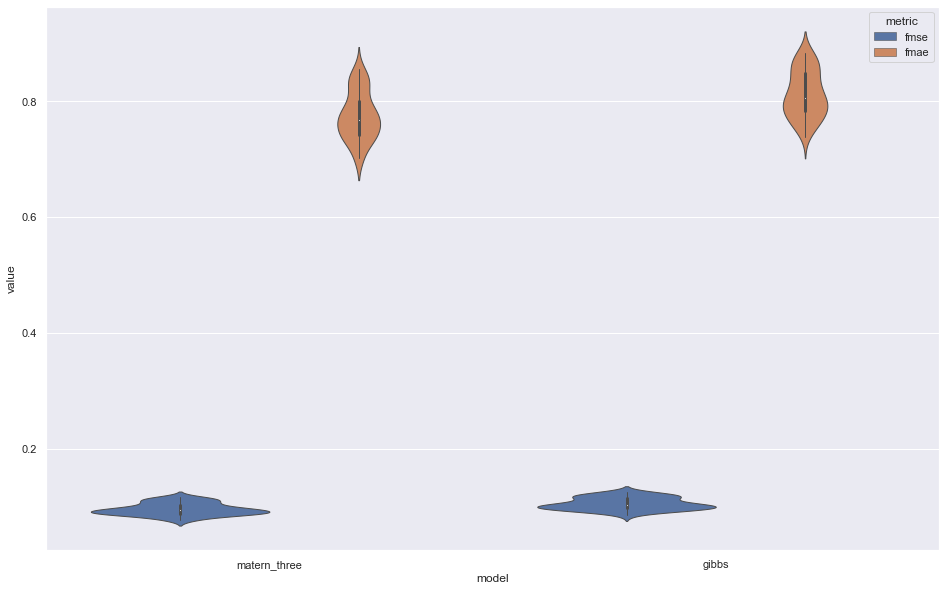 metric
fmse
fmae
0.8
0.6
0.4
0.2
value
matern_three
gibbs
model